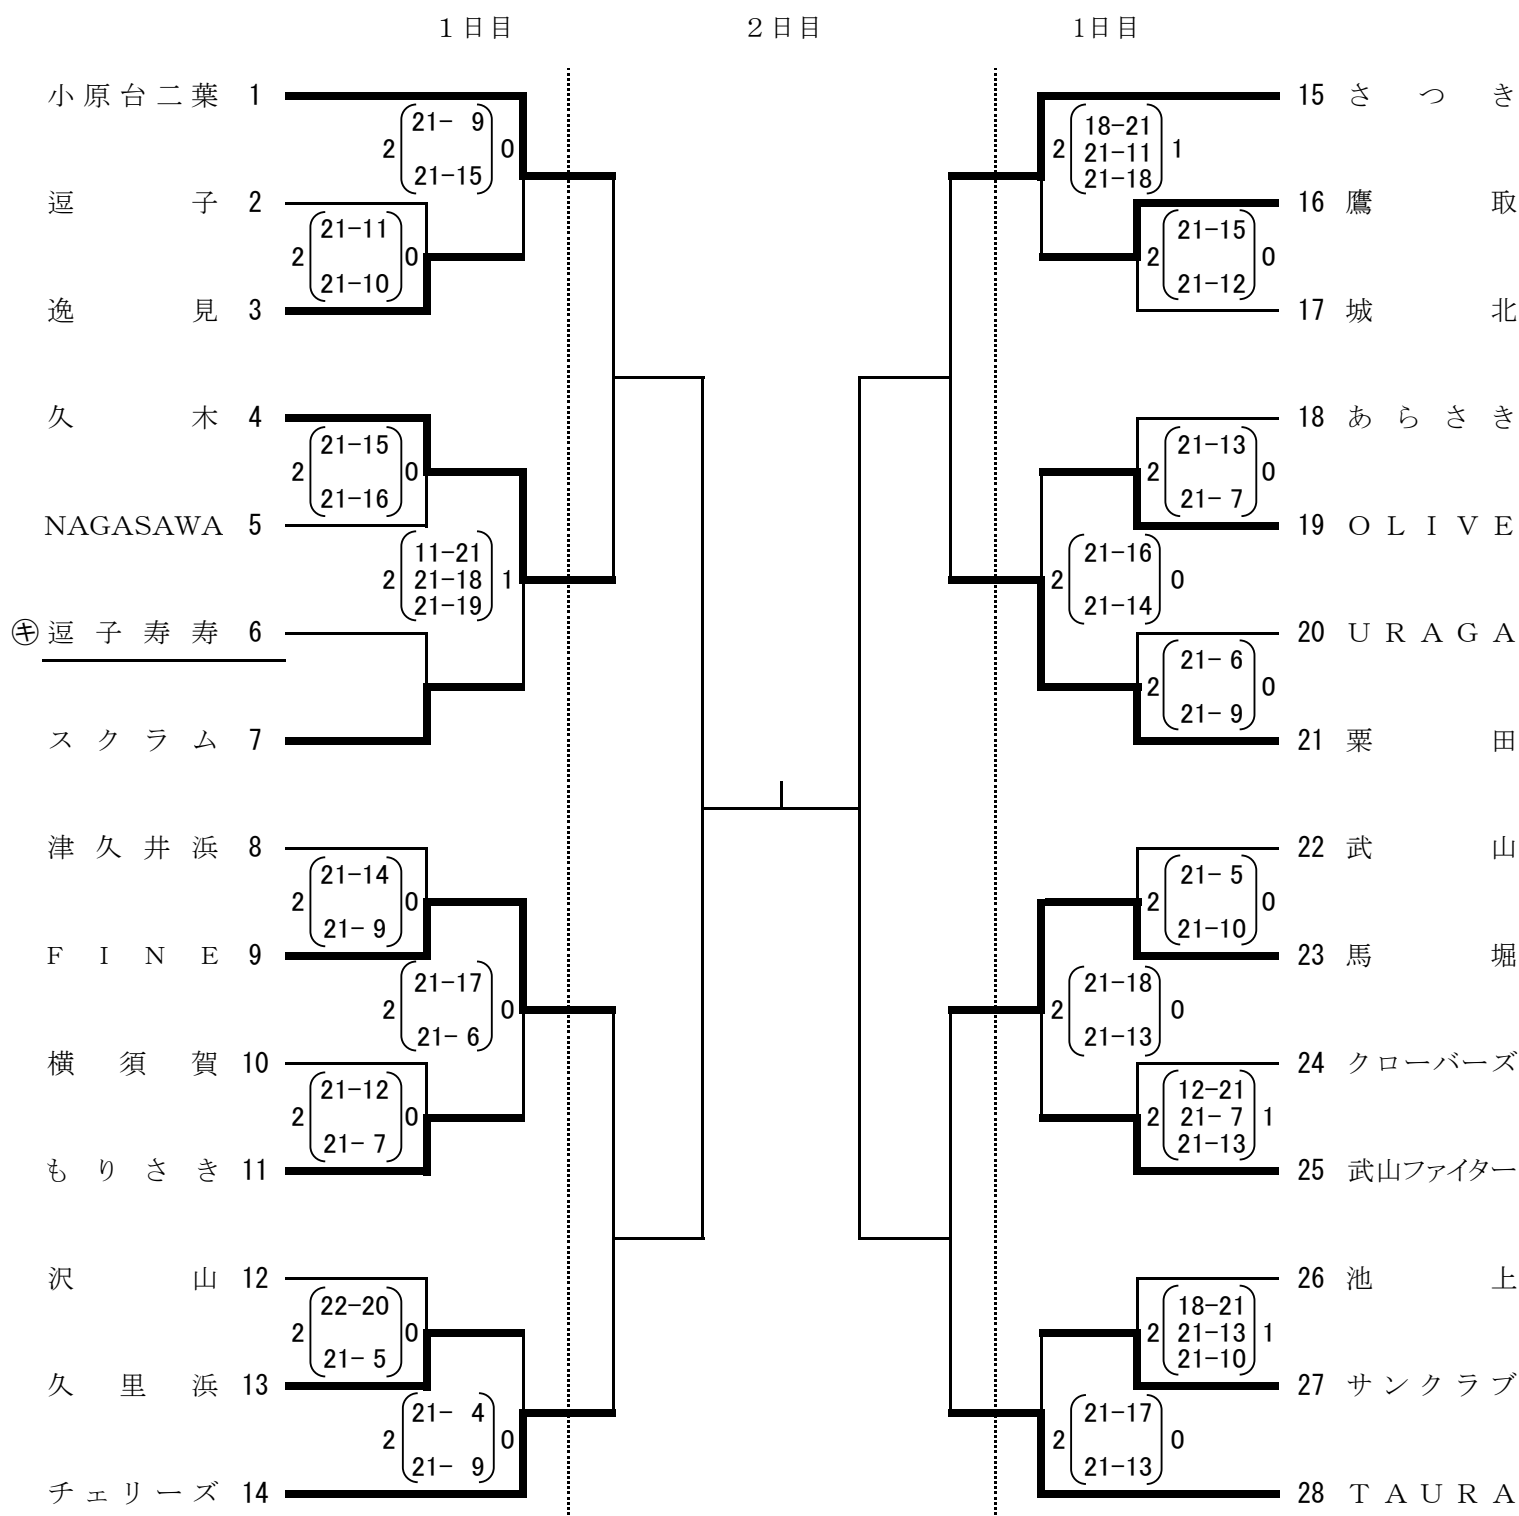 １日目 ２日目 1日目
小原台二葉 1
2 21- 9 0
21-15
逗子 2
2 21-11 0
21-10
逸見 3
久木 4
2 21-15 0
21-16
NAGASAWA 5
11-21
2 21-18 1
21-19
㋖逗子寿寿 6
スクラム 7
津久井浜 8
2 21-14 0
21- 9
FINE 9
2 21-17 0
21- 6
横須賀 10
2 21-12 0
21- 7
もりさき 11
沢山 12
2 22-20 0
21- 5
久里浜 13
2 21- 4 0
21- 9
チェリーズ 14
15 さつき
18-21
2 21-11 1
21-18
16 鷹取
2 21-15 0
21-12
17 城北
18 あらさき
2 21-13 0
21- 7
19 OLIVE
2 21-16 0
21-14
20 URAGA
2 21- 6 0
21- 9
21 粟田
22 武山
2 21- 5 0
21-10
23 馬堀
2 21-18 0
21-13
24 クローバーズ
12-21
2 21- 7 1
21-13
25 武山ファイター
26 池上
18-21
2 21-13 1
21-10
27 サンクラブ
2 21-17 0
21-13
28 TAURA